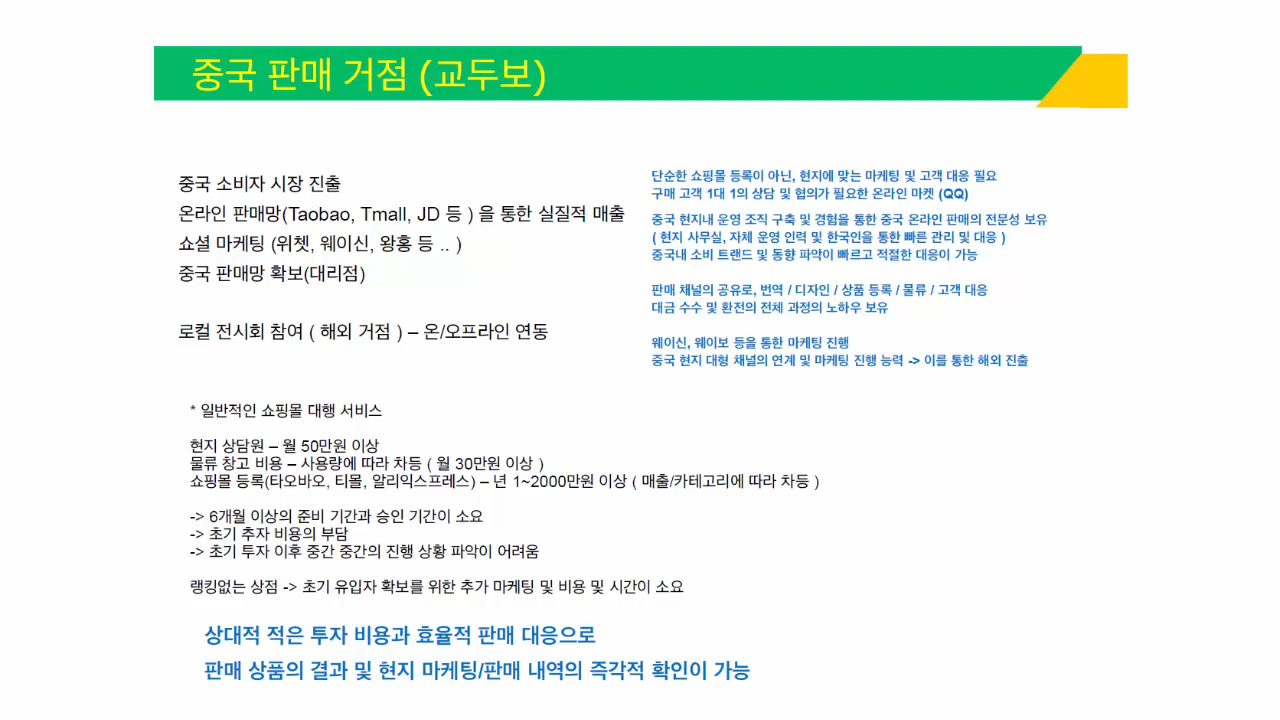 중국 판매 거점 (교두보)
중국 소비자 시장 진출
온라인 판매망(Taobao, Tmall, JD 등 ) 을 통한 실질적 매출
쇼셜 마케팅 (위쳇, 웨이신, 왕홍 등 .. )
중국 판매망 확보(대리점)
로컬 전시회 참여 ( 해외 거점 ) – 온/오프라인 연동
단순한 쇼핑몰 등록이 아닌, 현지에 맞는 마케팅 및 고객 대응 필요
구매 고객 1대 1의 상담 및 협의가 필요한 온라인 마켓 (QQ)
중국 현지내 운영 조직 구축 및 경험을 통한 중국 온라인 판매의 전문성 보유
( 현지 사무실, 자체 운영 인력 및 한국인을 통한 빠른 관리 및 대응 )
중국내 소비 트랜드 및 동향 파악이 빠르고 적절한 대응이 가능
판매 채널의 공유로, 번역 / 디자인 / 상품 등록 / 물류 / 고객 대응
대금 수수 및 환전의 전체 과정의 노하우 보유
웨이신, 웨이보 등을 통한 마케팅 진행
중국 현지 대형 채널의 연계 및 마케팅 진행 능력 -> 이를 통한 해외 진출
* 일반적인 쇼핑몰 대행 서비스
현지 상담원 – 월 50만원 이상
물류 창고 비용 – 사용량에 따라 차등 ( 월 30만원 이상 )
쇼핑몰 등록(타오바오, 티몰, 알리익스프레스) – 년 1~2000만원 이상 ( 매출/카테고리에 따라 차등 )
-> 6개월 이상의 준비 기간과 승인 기간이 소요
-> 초기 추자 비용의 부담
-> 초기 투자 이후 중간 중간의 진행 상황 파악이 어려움
랭킹없는 상점 -> 초기 유입자 확보를 위한 추가 마케팅 및 비용 및 시간이 소요
상대적 적은 투자 비용과 효율적 판매 대응으로
판매 상품의 결과 및 현지 마케팅/판매 내역의 즉각적 확인이 가능